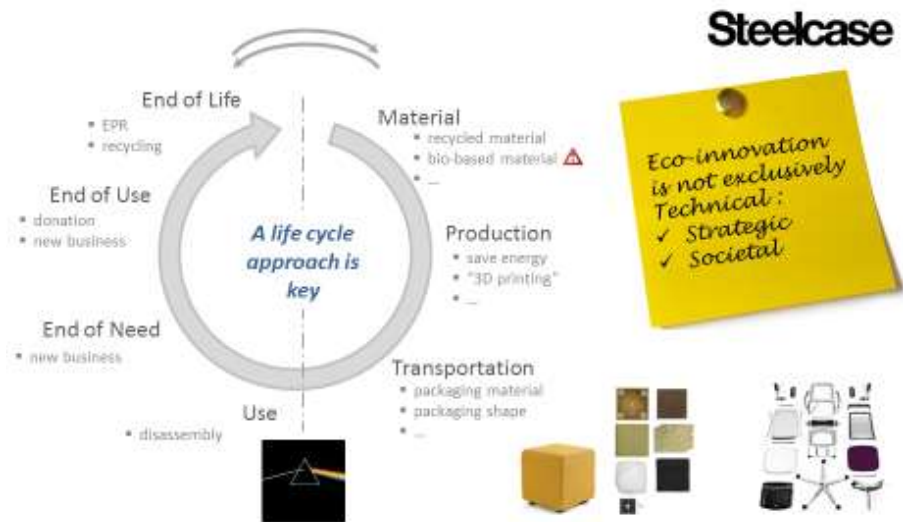 Steelcase
End of Life
▪ EPR
▪ recycling
Material
▪ recycled material
▪ bio-based material
▪ ...
End of Use
▪ donation
▪ new business
A life cycle
approach is
key
Production
▪ save energy
▪ "3D printing"
▪ ...
End of Need
▪ new business
Transportation
▪ packaging material
▪ packaging shape
▪ ...
Use
▪ disassembly
Eco-innovation
is not exclusively
Technical :
✓ Strategic
✓ Societal